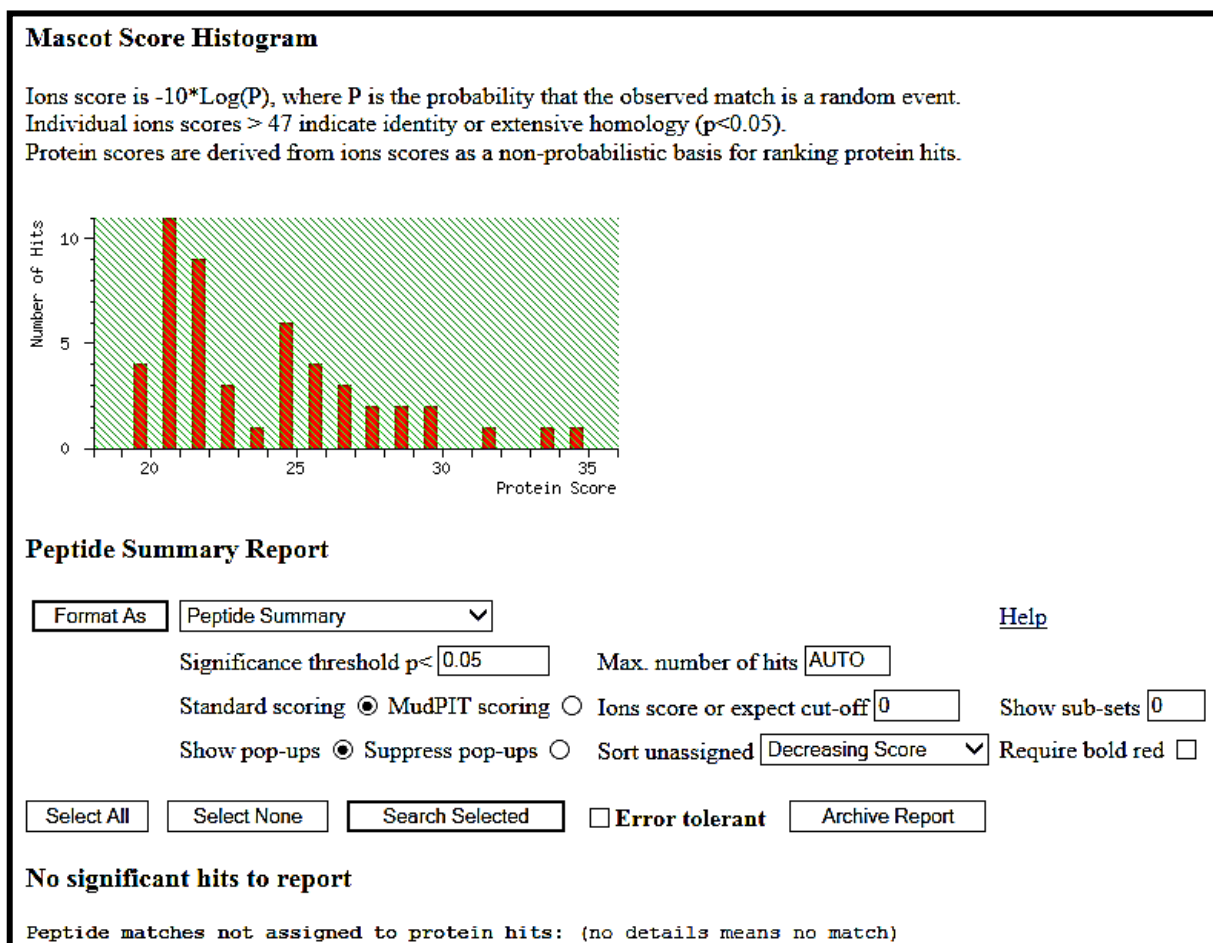 Mascot Score Histogram
Ions score is -10*Log(P), where P is the probability that the observed match is a random event.
Individual ions scores > 47 indicate identity or extensive homology (p<0.05).
Protein scores are derived from ions scores as a non-probabilistic basis for ranking protein hits.
Number of Hits
10
5
0
20 25 30 35
Protein Score
Peptide Summary Report
Format As Peptide Summary Help
Significance threshold p< 0.05 Max. number of hits AUTO
Standard scoring MudPIT scoring Ions score or expect cut-off 0 Show sub-sets 0
Show pop-ups Suppress pop-ups Sort unassigned Decreasing Score Require bold red
Select All Select None Search Selected Error tolerant Archive Report
No significant hits to report
Peptide matches not assigned to protein hits: (no details means no match)